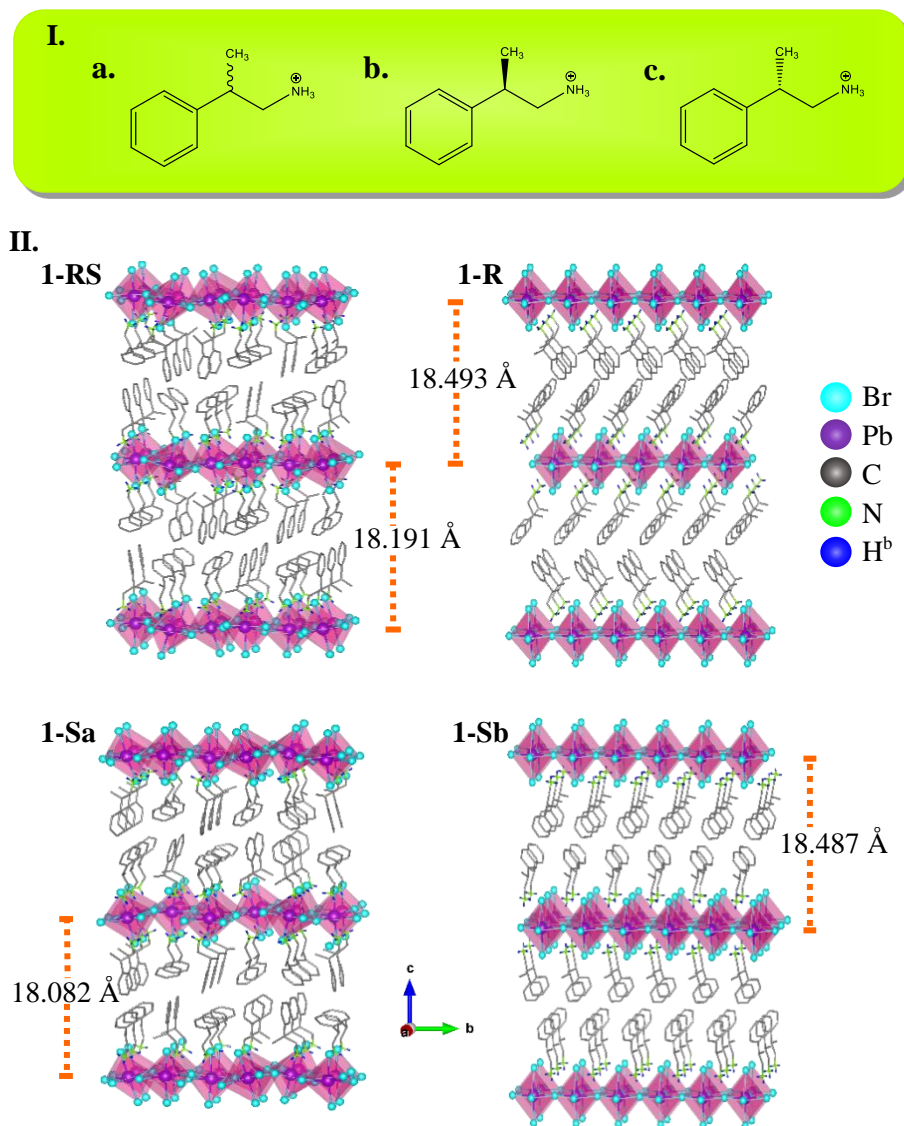 I.
a. b. c.
CH3 CH3 CH3
⊕ ⊕ ⊕
NH3 NH3 NH3
II.
1-RS 1-R
18.493 Å
18.191 Å
Br
Pb
C
N
Hb
1-Sa 1-Sb
18.487 Å
18.082 Å
c
a b